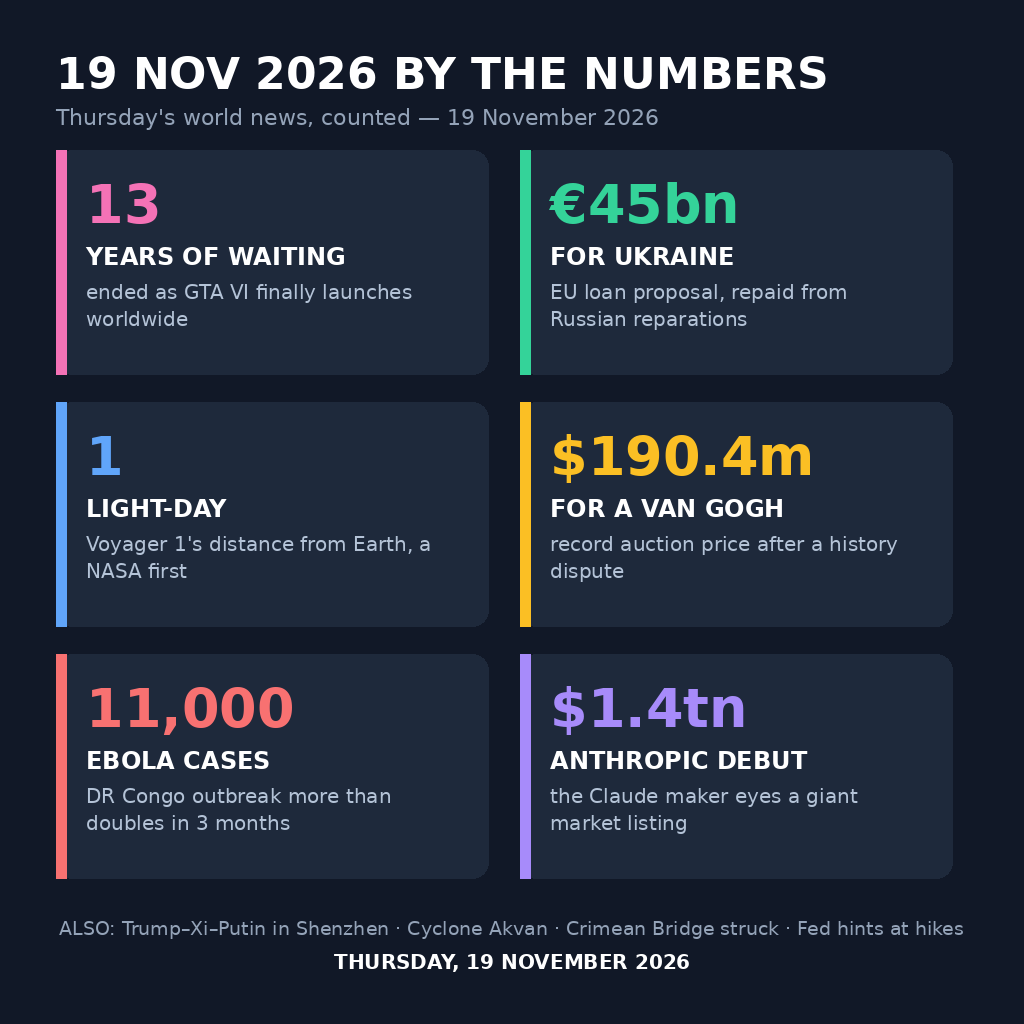 19 NOV 2026 BY THE NUMBERS
Thursday's world news, counted — 19 November 2026
13
YEARS OF WAITING
ended as GTA VI finally launches
worldwide
€45bn
FOR UKRAINE
EU loan proposal, repaid from
Russian reparations
1
LIGHT-DAY
Voyager 1's distance from Earth, a
NASA first
$190.4m
FOR A VAN GOGH
record auction price after a history
dispute
11,000
EBOLA CASES
DR Congo outbreak more than
doubles in 3 months
$1.4tn
ANTHROPIC DEBUT
the Claude maker eyes a giant
market listing
ALSO: Trump–Xi–Putin in Shenzhen · Cyclone Akvan · Crimean Bridge struck · Fed hints at hikes
THURSDAY, 19 NOVEMBER 2026